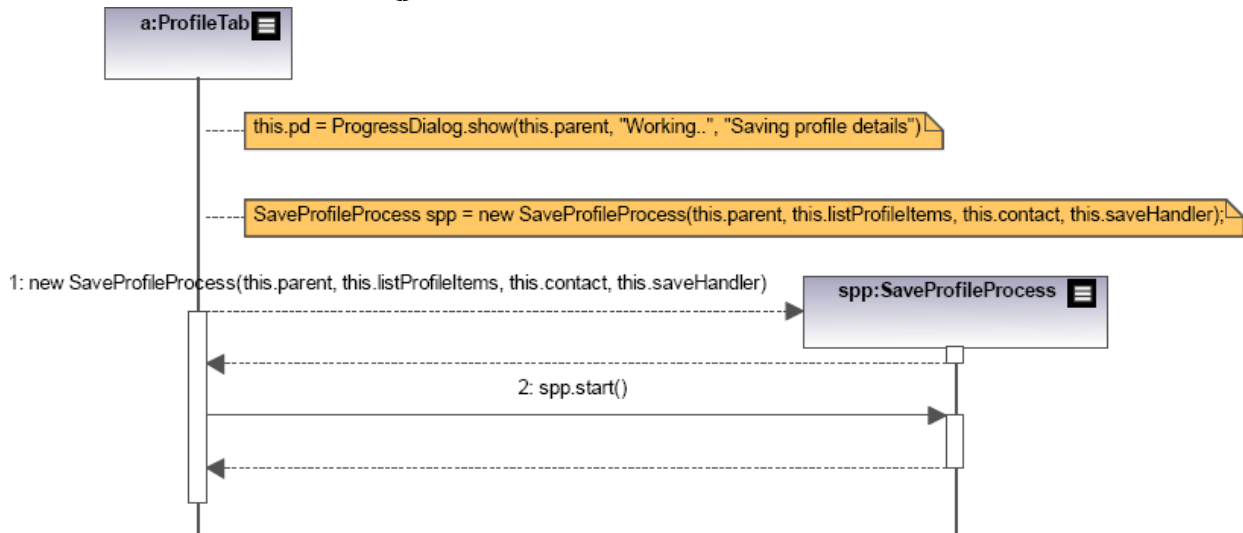 a:ProfileTab
this.pd = ProgressDialog.show(this.parent, "Working..", "Saving profile details")
SaveProfileProcess spp = new SaveProfileProcess(this.parent, this.listProfileItems, this.contact, this.saveHandler);
1: new SaveProfileProcess(this.parent, this.listProfileItems, this.contact, this.saveHandler)
spp:SaveProfileProcess
2: spp.start()